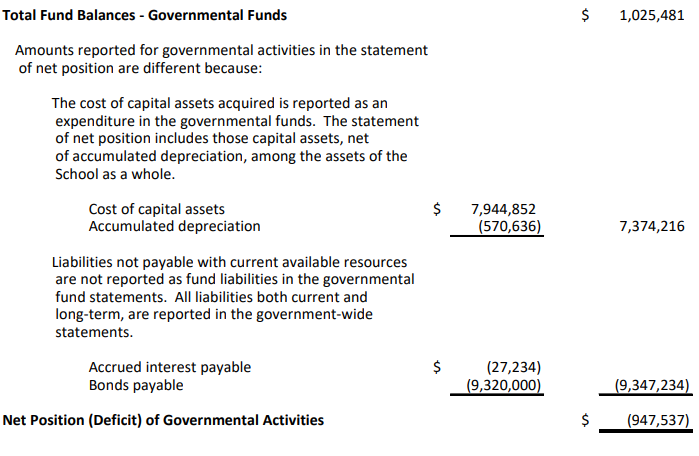 Total Fund Balances - Governmental Funds $ 1,025,481
Amounts reported for governmental activities in the statement
of net position are different because:
The cost of capital assets acquired is reported as an
expenditure in the governmental funds. The statement
of net position includes those capital assets, net
of accumulated depreciation, among the assets of the
School as a whole.
Cost of capital assets $ 7,944,852
Accumulated depreciation (570,636) 7,374,216
Liabilities not payable with current available resources
are not reported as fund liabilities in the governmental
fund statements. All liabilities both current and
long-term, are reported in the government-wide
statements.
Accrued interest payable $ (27,234)
Bonds payable (9,320,000) (9,347,234)
Net Position (Deficit) of Governmental Activities $ (947,537)